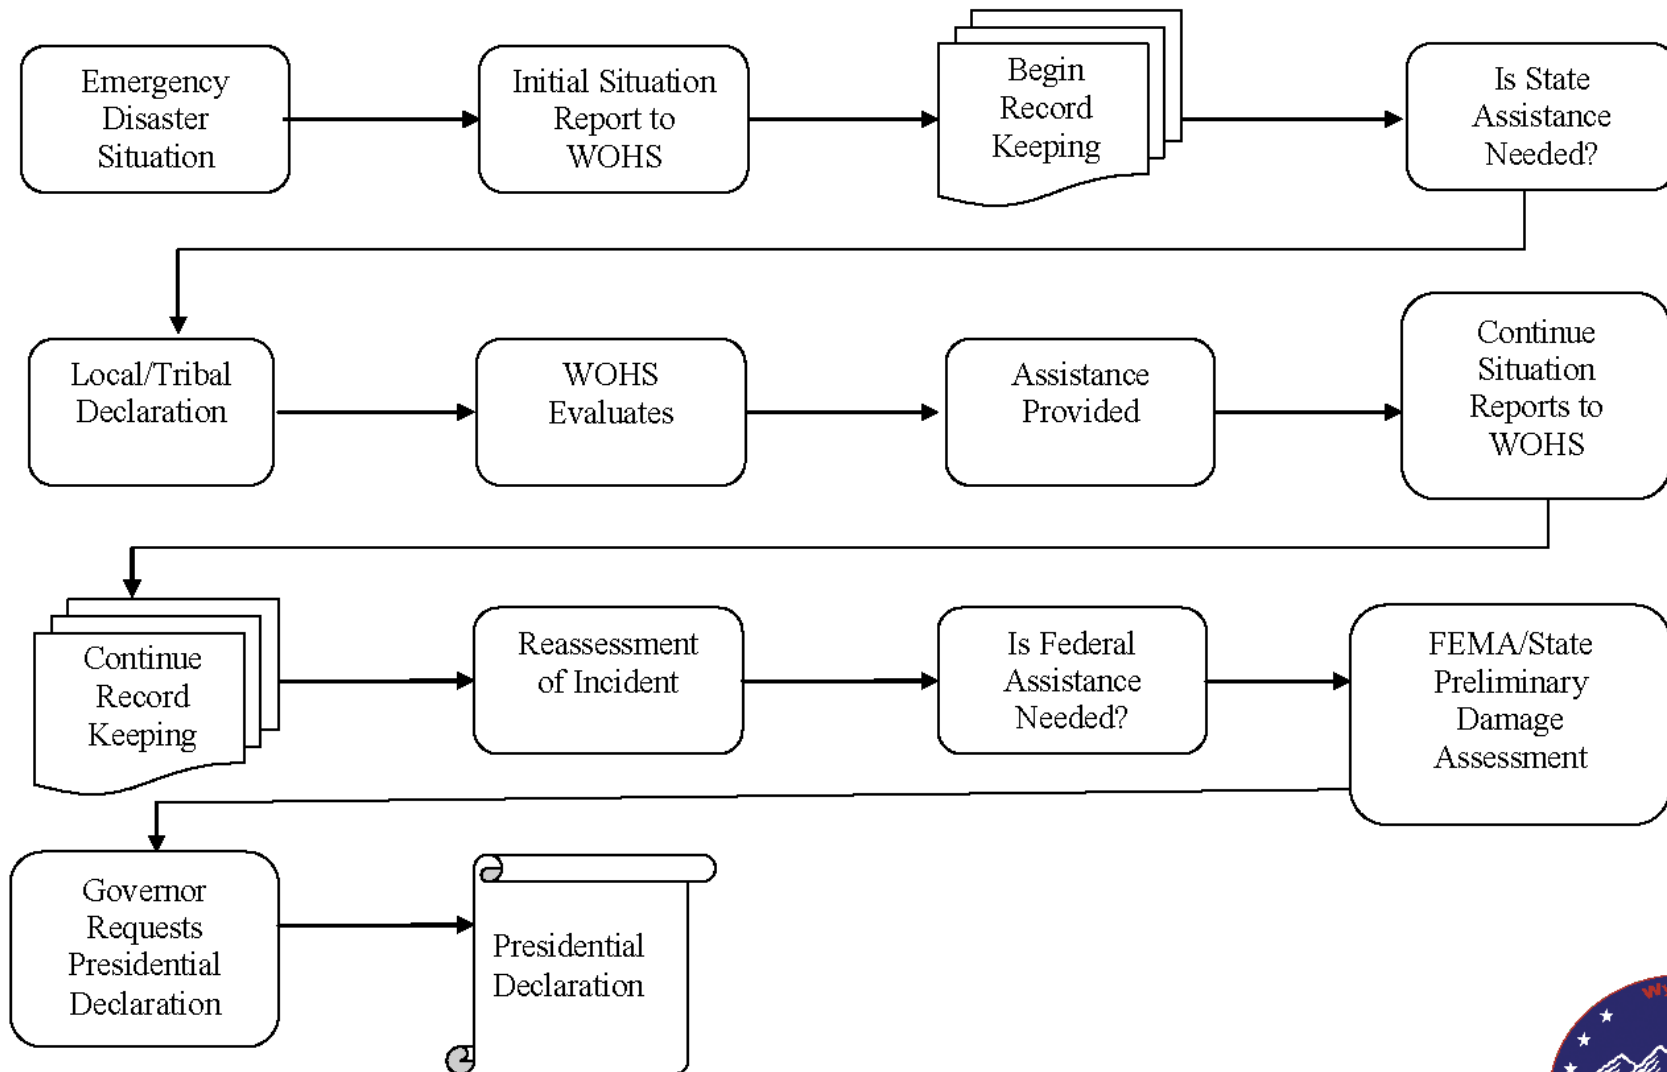 Emergency
Disaster
Situation
Initial Situation
Report to
WOHS
Begin
Record
Keeping
Is State
Assistance
Needed?
Local/Tribal
Declaration
WOHS
Evaluates
Assistance
Provided
Continue
Situation
Reports to
WOHS
Continue
Record
Keeping
Reassessment
of Incident
Is Federal
Assistance
Needed?
FEMA/State
Preliminary
Damage
Assessment
Governor
Requests
Presidential
Declaration
Presidential
Declaration